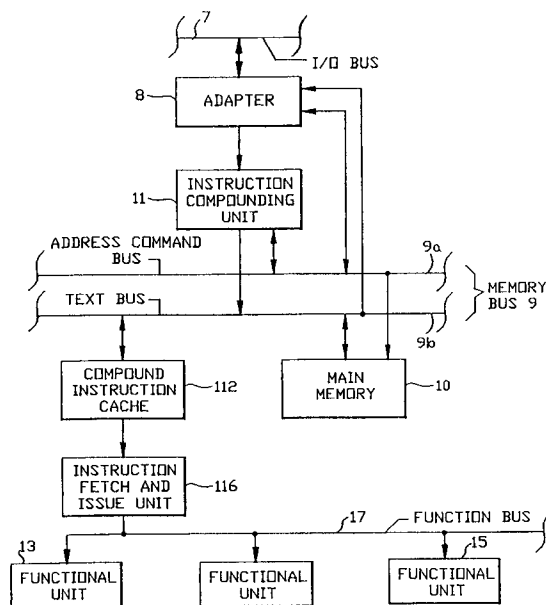 7
I/O BUS
8
ADAPTER
11
INSTRUCTION
COMPOUNDING
UNIT
ADDRESS COMMAND
BUS
9a
TEXT BUS
MEMORY
BUS 9
9b
COMPOUND
INSTRUCTION
CACHE
112
MAIN
MEMORY
10
INSTRUCTION
FETCH AND
ISSUE UNIT
116
17
FUNCTION BUS
13
15
FUNCTIONAL
UNIT
FUNCTIONAL
UNIT
FUNCTIONAL
UNIT